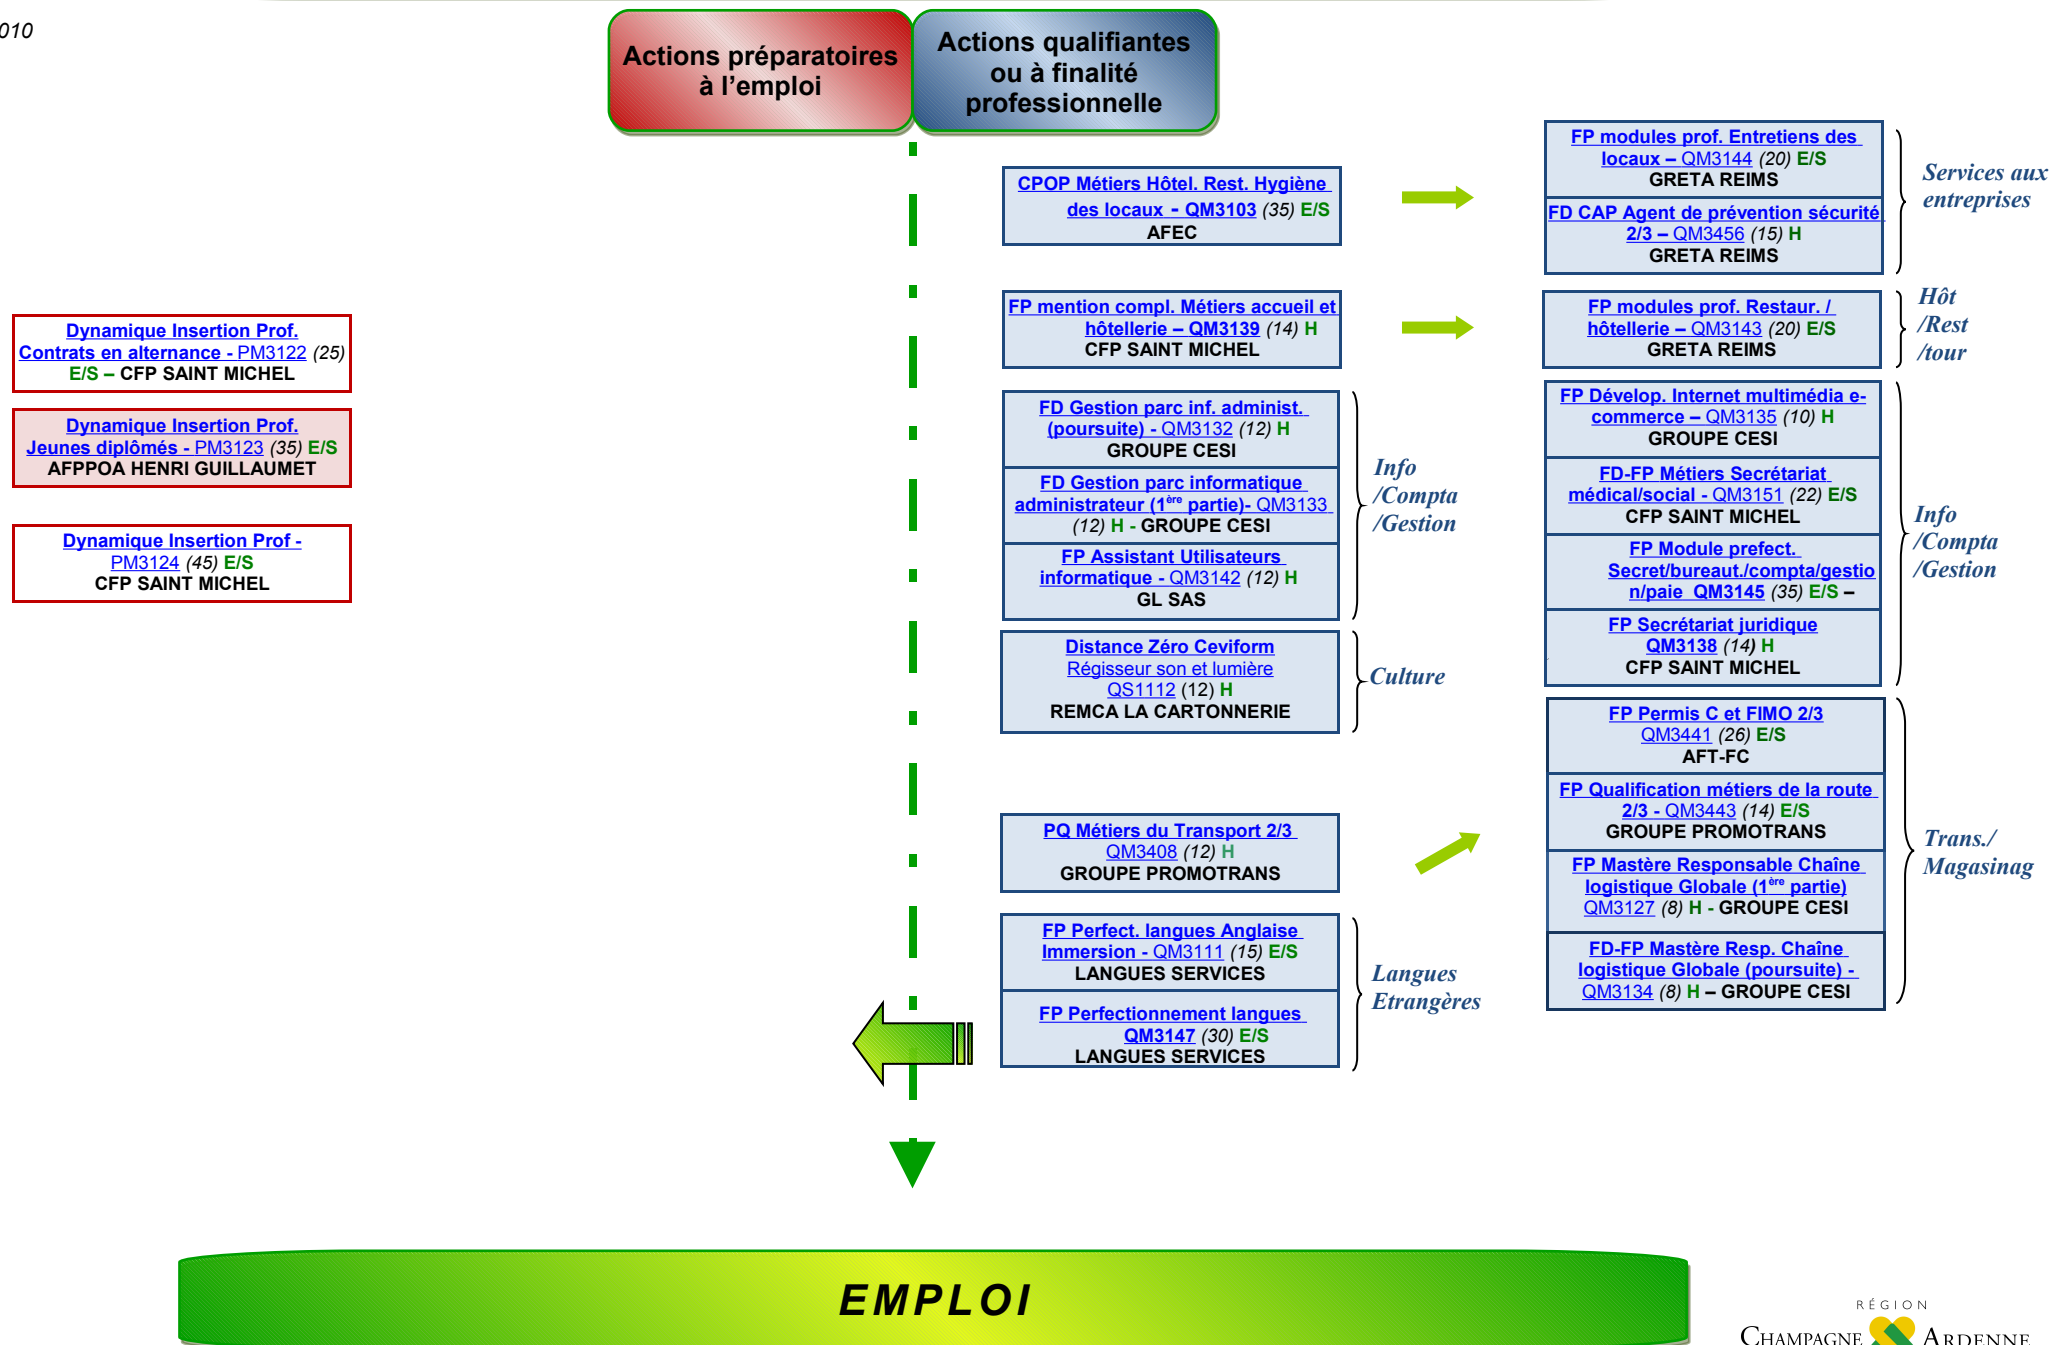 010
Actions préparatoires
à l'emploi
Actions qualifiantes
ou à finalité
professionnelle
Dynamique Insertion Prof.
Contrats en alternance - PM3122 (25)
E/S – CFP SAINT MICHEL
Dynamique Insertion Prof.
Jeunes diplômés - PM3123 (35) E/S
AFPPOA HENRI GUILLAUMET
Dynamique Insertion Prof -
PM3124 (45) E/S
CFP SAINT MICHEL
CPOP Métiers Hôtel. Rest. Hygiène
des locaux - QM3103 (35) E/S
AFEC
FP mention compl. Métiers accueil et
hôtellerie – QM3139 (14) H
CFP SAINT MICHEL
FD Gestion parc inf. administ.
(poursuite) - QM3132 (12) H
GROUPE CESI
FD Gestion parc informatique
administrateur (1ère partie)- QM3133
(12) H - GROUPE CESI
FP Assistant Utilisateurs
informatique - QM3142 (12) H
GL SAS
Info
/Compta
/Gestion
Distance Zéro Ceviform
Régisseur son et lumière
QS1112 (12) H
REMCA LA CARTONNERIE
Culture
PQ Métiers du Transport 2/3
QM3408 (12) H
GROUPE PROMOTRANS
FP Perfect. langues Anglaise
Immersion - QM3111 (15) E/S
LANGUES SERVICES
FP Perfectionnement langues
QM3147 (30) E/S
LANGUES SERVICES
Langues
Etrangères
FP modules prof. Entretiens des
locaux – QM3144 (20) E/S
GRETA REIMS
FD CAP Agent de prévention sécurité
2/3 – QM3456 (15) H
GRETA REIMS
Services aux
entreprises
FP modules prof. Restaur. /
hôtellerie – QM3143 (20) E/S
GRETA REIMS
Hôt
/Rest
/tour
FP Dévelop. Internet multimédia e-
commerce – QM3135 (10) H
GROUPE CESI
FD-FP Métiers Secrétariat
médical/social - QM3151 (22) E/S
CFP SAINT MICHEL
FP Module prefect.
Secret/bureaut./compta/gestio
n/paie QM3145 (35) E/S –
FP Secrétariat juridique
QM3138 (14) H
CFP SAINT MICHEL
Info
/Compta
/Gestion
FP Permis C et FIMO 2/3
QM3441 (26) E/S
AFT-FC
FP Qualification métiers de la route
2/3 - QM3443 (14) E/S
GROUPE PROMOTRANS
FP Mastère Responsable Chaîne
logistique Globale (1ère partie)
QM3127 (8) H - GROUPE CESI
FD-FP Mastère Resp. Chaîne
logistique Globale (poursuite) -
QM3134 (8) H – GROUPE CESI
Trans./
Magasinag
EMPLOI
RÉGION
CHAMPAGNE ARDENNE